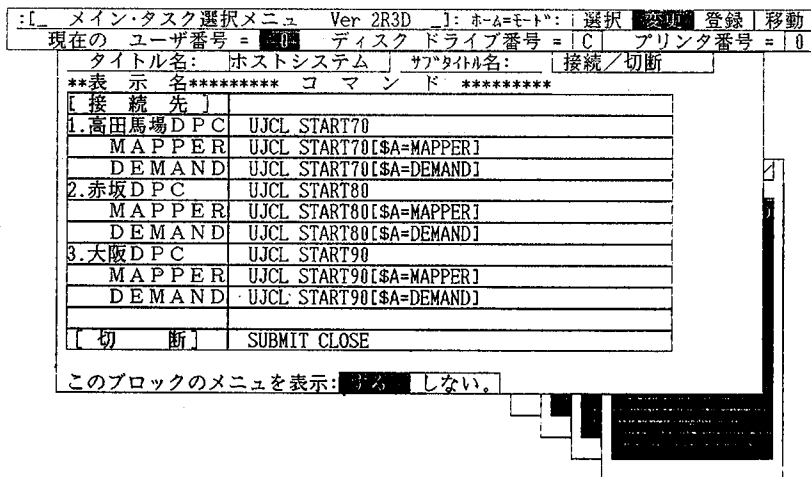 :[_ メイン・タスク選択メニュー Ver 2R3D _]: ホーム=モード: | 選択 変更 登録 | 移動
現在の ユーザ番号 = 0 ディスク ドライブ番号 = | C | プリンタ番号 = | 0
タイトル名: ホストシステム | サブタイトル名: | 接続/切断
**表 示 名********* コ マ ン ド *********
[ 接 続 先 ]
1.高田馬場DPC UJCL START70
MAPPER UJCL START70[$A=MAPPER]
DEMAND UJCL START70[$A=DEMAND]
2.赤坂DPC UJCL START80
MAPPER UJCL START80[$A=MAPPER]
DEMAND UJCL START80[$A=DEMAND]
3.大阪DPC UJCL START90
MAPPER UJCL START90[$A=MAPPER]
DEMAND UJCL START90[$A=DEMAND]
[ 切 断] SUBMIT CLOSE
このブロックのメニューを表示: する しない。